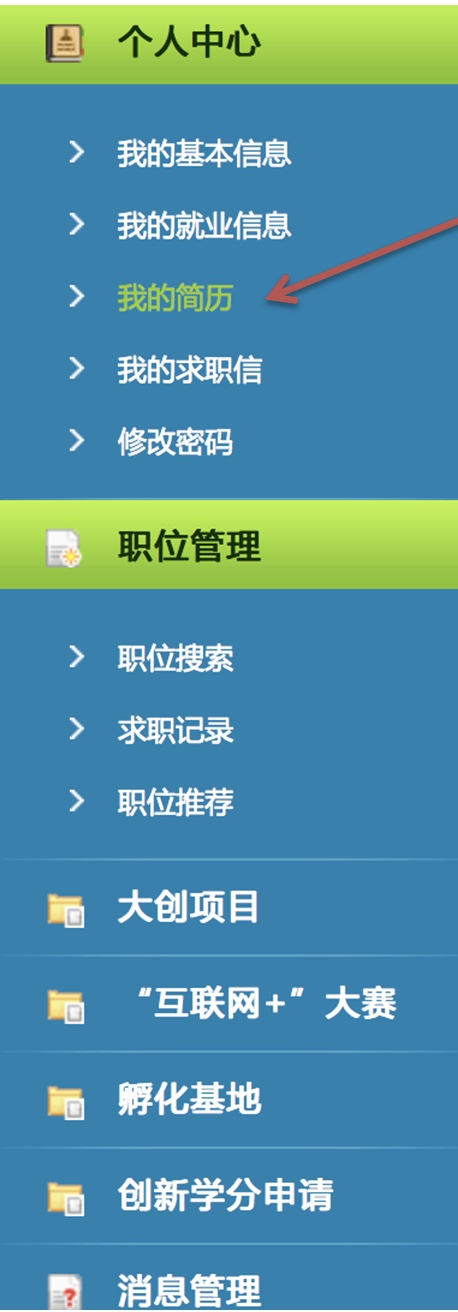 个人中心
我的基本信息
我的就业信息
我的简历
我的求职信
修改密码
职位管理
职位搜索
求职记录
职位推荐
大创项目
“互联网+”大赛
孵化基地
创新学分申请
消息管理